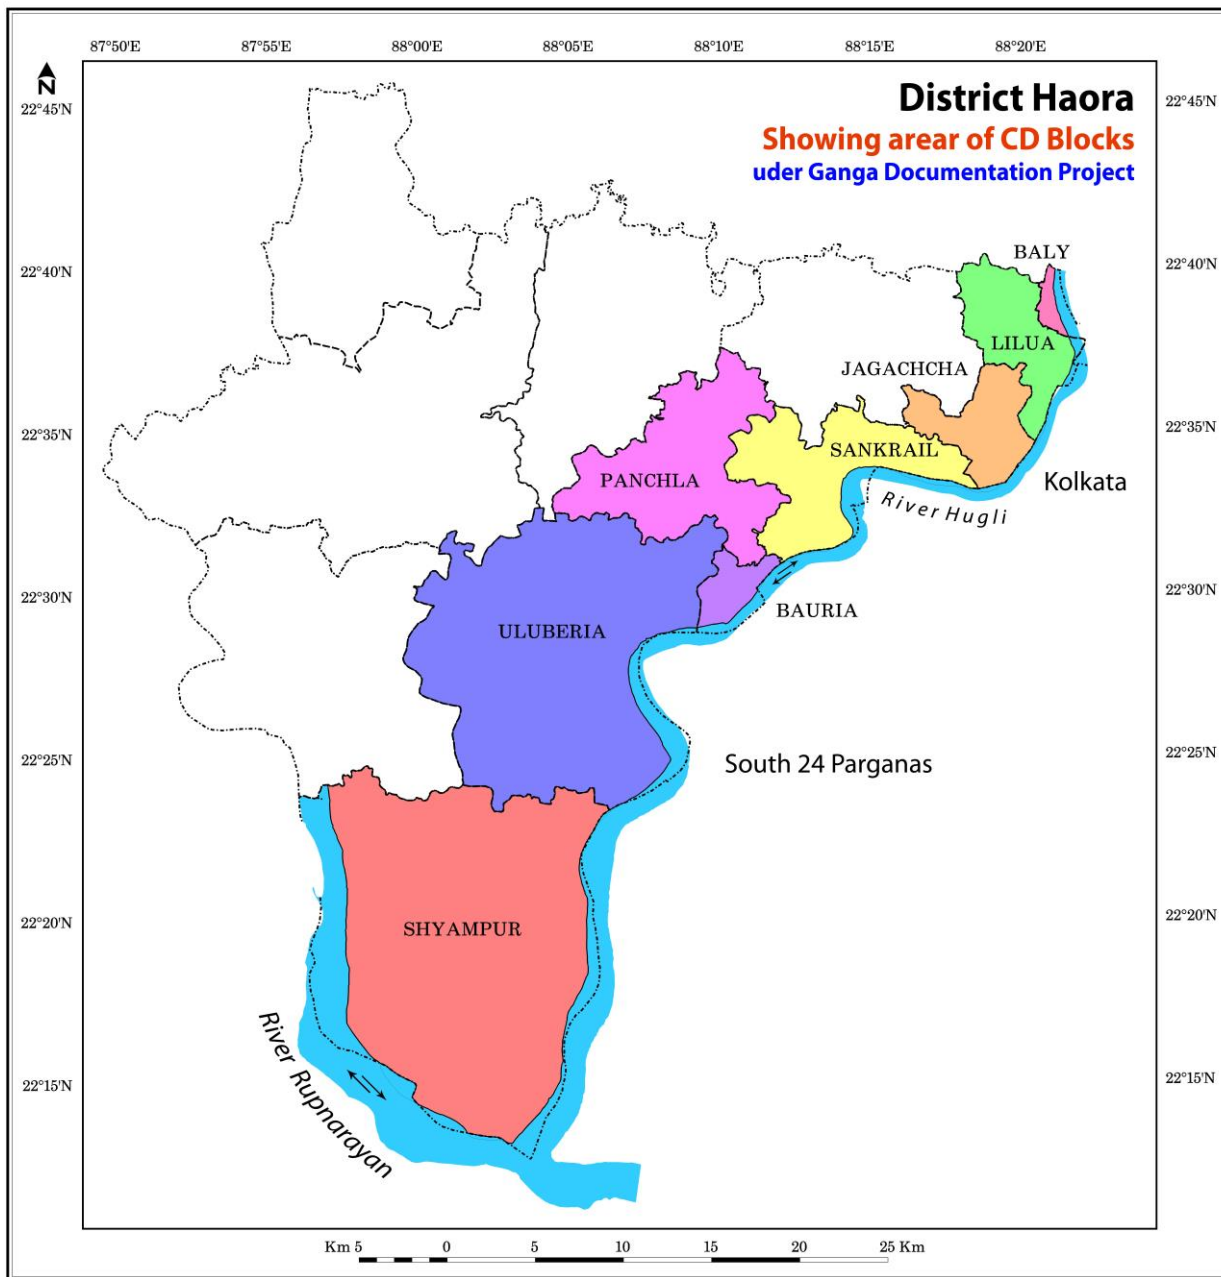 87°50'E 87°55'E 88°00'E 88°05'E 88°10'E 88°15'E 88°20'E
N
22°45'N 22°45'N
District Haora
Showing arear of CD Blocks
uder Ganga Documentation Project
BALY
22°40'N 22°40'N
LILUA
JAGACHCHA
22°35'N 22°35'N
SANKRAIL
PANCHLA
Kolkata
River Hugli
22°30'N 22°30'N
BAURIA
ULUBERIA
22°25'N 22°25'N
South 24 Parganas
22°20'N 22°20'N
SHYAMPUR
River Rupnarayan
22°15'N 22°15'N
Km 5 0 5 10 15 20 25 Km